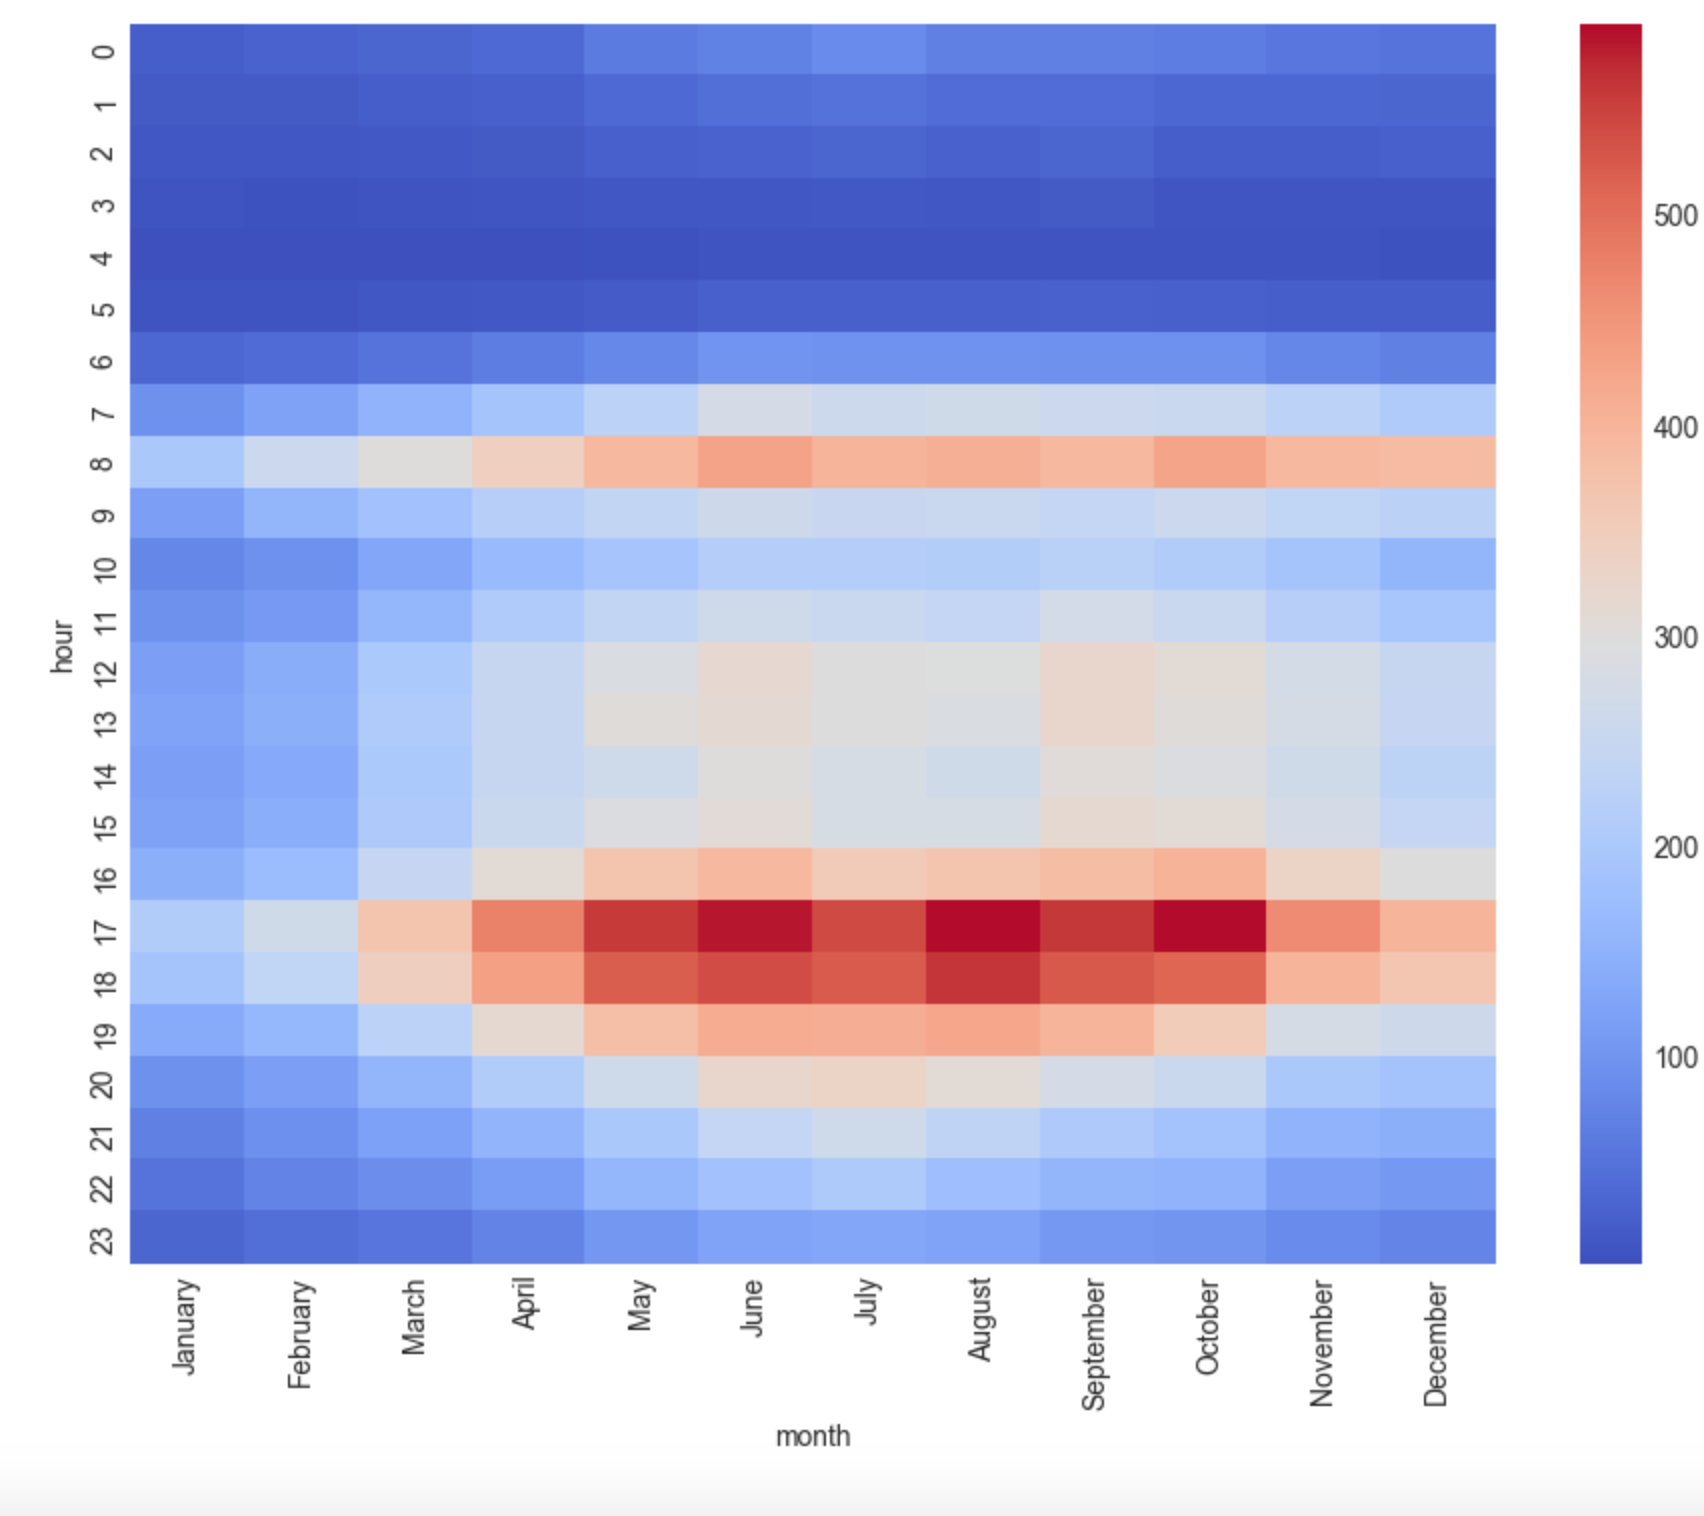 0
1
2
3
4
5
6
7
8
9
10
11
12
13
14
15
16
17
18
19
20
21
22
23
hour
January
February
March
April
May
June
July
August
September
October
November
December
month
500
400
300
200
100